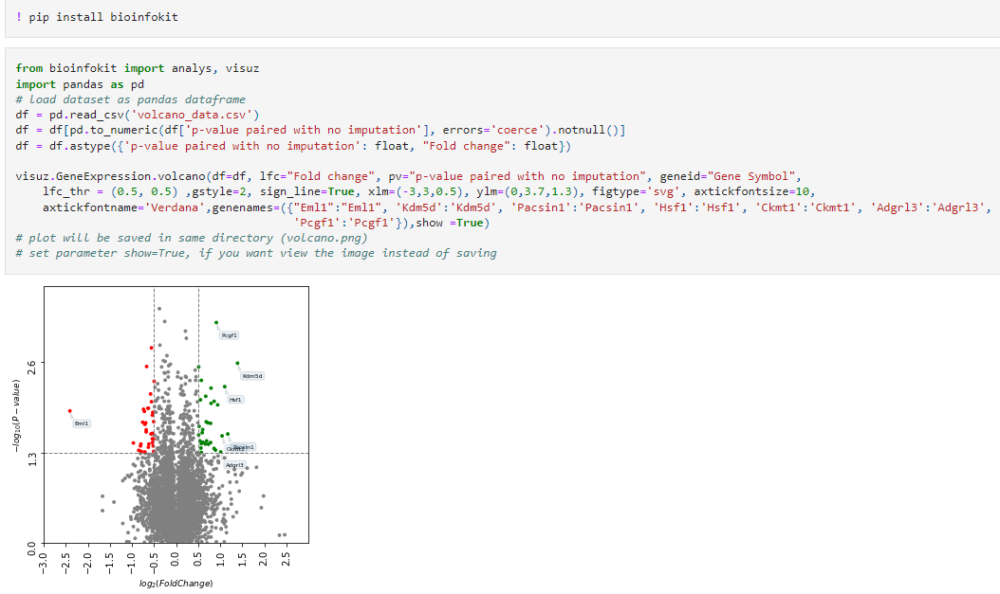 ! pip install bioinfokit
from bioinfokit import analys, visuz
import pandas as pd
# load dataset as pandas dataframe
df = pd.read_csv('volcano_data.csv')
df = df[pd.to_numeric(df['p-value paired with no imputation'], errors='coerce').notnull()]
df = df.astype({'p-value paired with no imputation': float, "Fold change": float})
visuz.GeneExpression.volcano(df=df, lfc="Fold change", pv="p-value paired with no imputation", geneid="Gene Symbol",
lfc_thr = (0.5, 0.5) ,gstyle=2, sign_line=True, xlm=(-3,3,0.5), ylm=(0,3.7,1.3), figtype='svg', axtickfontsize=10,
axtickfontname='Verdana',genenames=({"Eml1":"Eml1", 'Kdm5d':'Kdm5d', 'Pacsin1':'Pacsin1', 'Hsf1':'Hsf1', 'Ckmt1':'Ckmt1', 'Adgrl3':'Adgrl3',
'Pcgf1':'Pcgf1'}),show =True)
# plot will be saved in same directory (volcano.png)
# set parameter show=True, if you want view the image instead of saving
Pcgf1
2.6
Kdm5d
Hsf1
−log10(P−value)
Eml1
Pacsin1
Ckmt1
1.3
Adgrl3
0.0
−3.0 −2.5 −2.0 −1.5 −1.0 −0.5 0.0 0.5 1.0 1.5 2.0 2.5
log2(FoldChange)